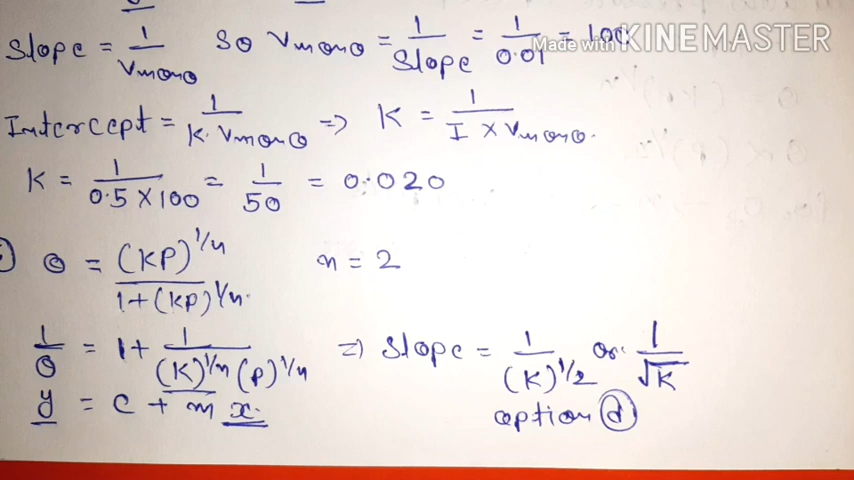 Slope = 1/Vmono so Vmono = 1/Slope = 1/0.01 = 100
Made with KINEMASTER
Intercept = 1/K.Vmono => K = 1/I x Vmono.
K = 1/0.5 x 100 = 1/50 = 0.020
θ = (KP)^1/n / 1+(KP)^1/n. n = 2
1/θ = 1 + 1/(K)^1/n (P)^1/n => Slope = 1/(K)^1/2 or 1/√K
y = c + m x. option (d)